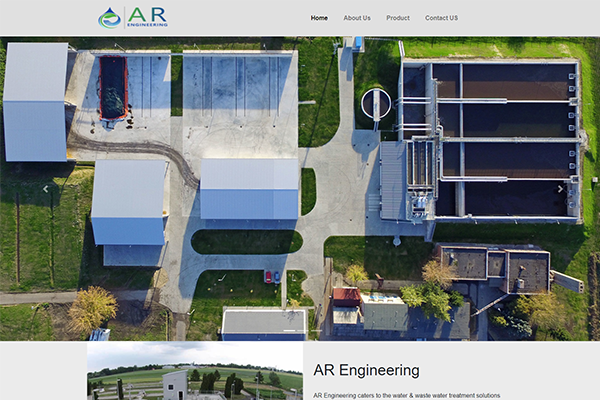 AR
ENGINEERING
Home About Us Product Contact US
AR Engineering
AR Engineering caters to the water & waste water treatment solutions